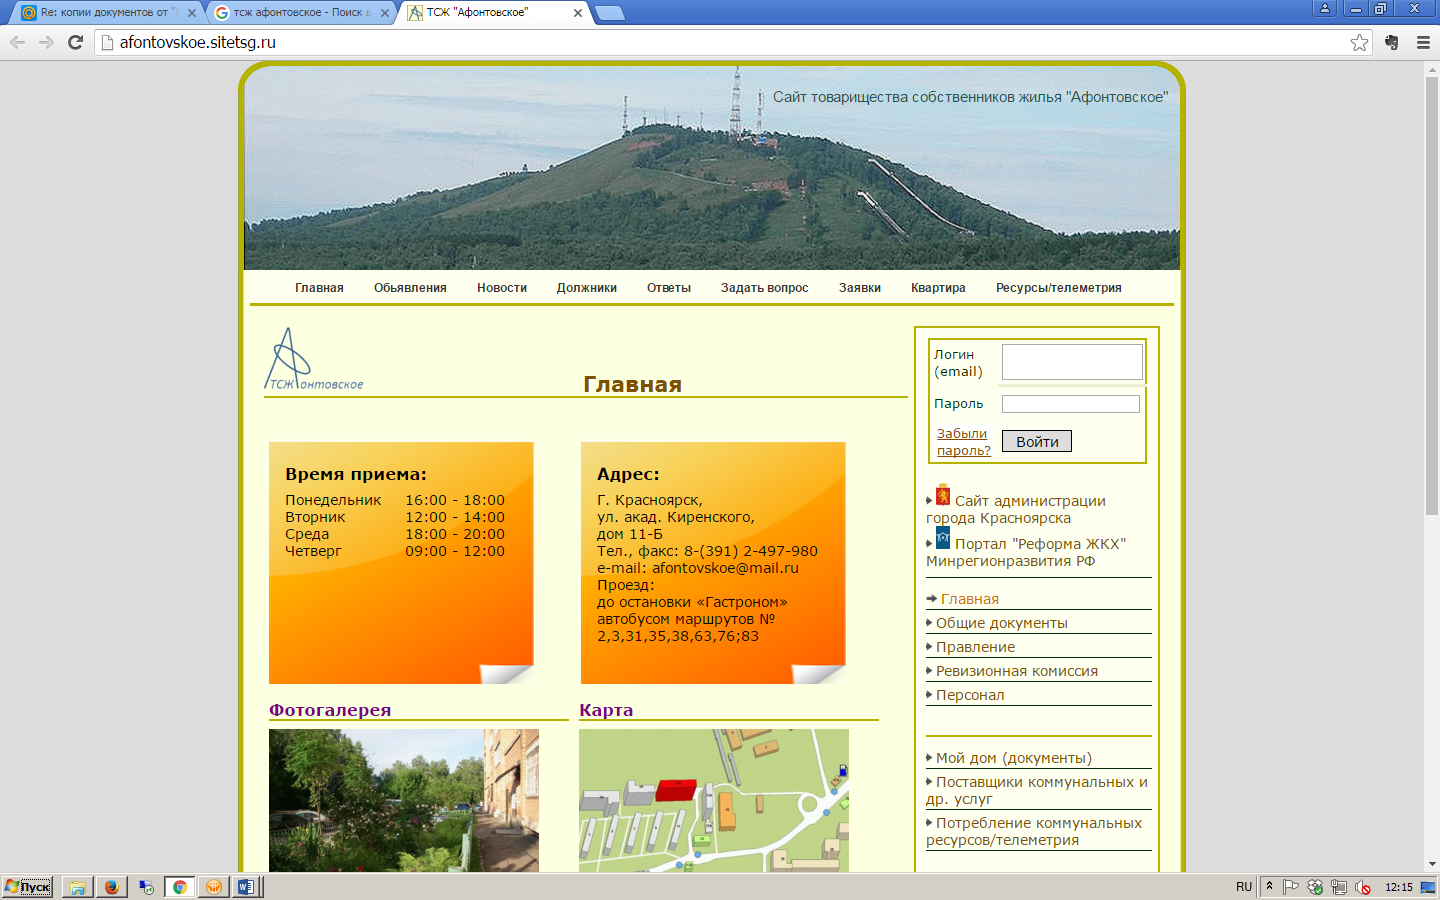 Re: копии документов от "
тсж афонтовское - Поиск в
ТСЖ "Афонтовское"
afontovskoe.sitetsg.ru
Сайт товарищества собственников жилья "Афонтовское"
Главная Обьявления Новости Должники Ответы Задать вопрос Заявки Квартира Ресурсы/телеметрия
ТСЖ онтовское
Главная
Время приема:
Понедельник 16:00 - 18:00
Вторник 12:00 - 14:00
Среда 18:00 - 20:00
Четверг 09:00 - 12:00
Адрес:
Г. Красноярск,
ул. акад. Киренского,
дом 11-Б
Тел., факс: 8-(391) 2-497-980
e-mail: afontovskoe@mail.ru
Проезд:
до остановки «Гастроном»
автобусом маршрутов №
2,3,31,35,38,63,76;83
Фотогалерея
Карта
Логин
(email)
Пароль
Забыли
пароль?
Войти
Сайт администрации
города Красноярска
Портал "Реформа ЖКХ"
Минрегионразвития РФ
Главная
Общие документы
Правление
Ревизионная комиссия
Персонал
Мой дом (документы)
Поставщики коммунальных и
др. услуг
Потребление коммунальных
ресурсов/телеметрия
Пуск
RU
12:15